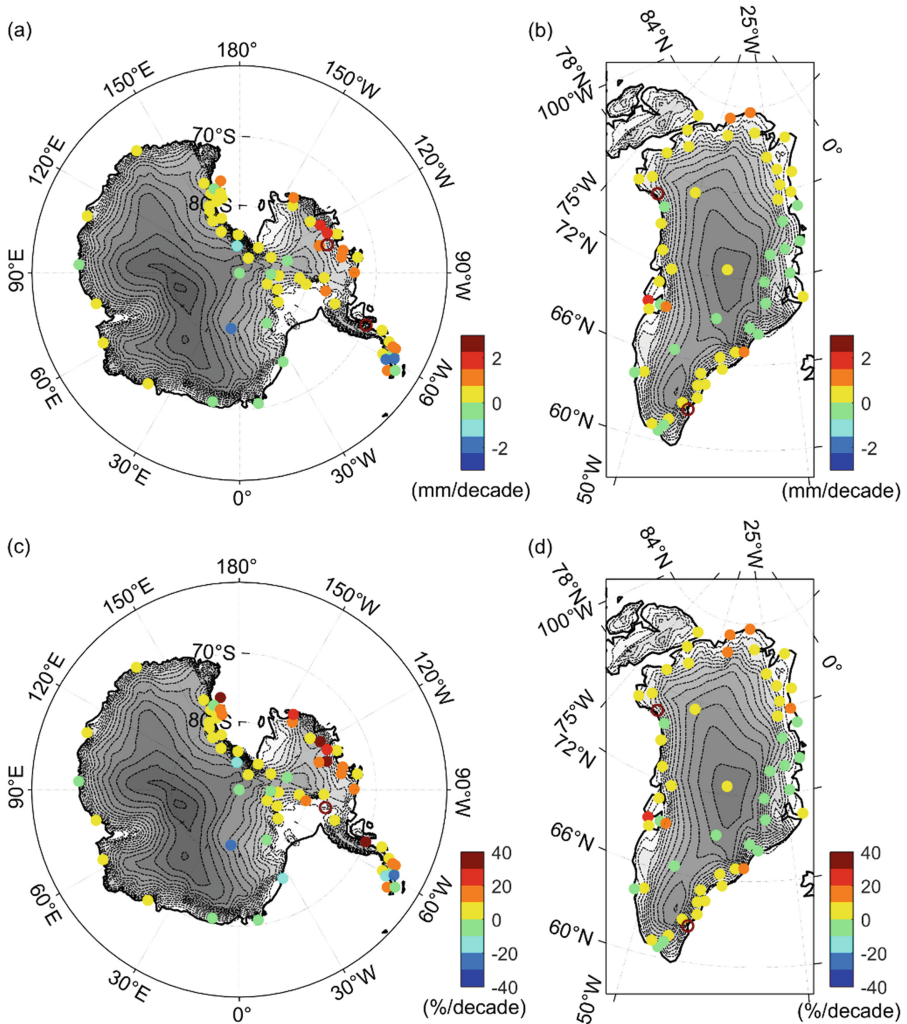 (a)
180°
150°E
150°W
120°E
120°W
70°S
80°S
90°E
90°W
60°E
60°W
30°E
30°W
0°
2
0
-2
(mm/decade)
(b)
84°N
25°W
78°N
100°W
0°
75°W
72°N
66°N
60°N
50°W
2
0
-2
(mm/decade)
(c)
180°
150°E
150°W
120°E
120°W
70°S
80°S
90°E
90°W
60°E
60°W
30°E
30°W
0°
40
20
0
-20
-40
(%/decade)
(d)
84°N
25°W
78°N
100°W
0°
75°W
72°N
66°N
60°N
50°W
40
20
0
-20
-40
(%/decade)